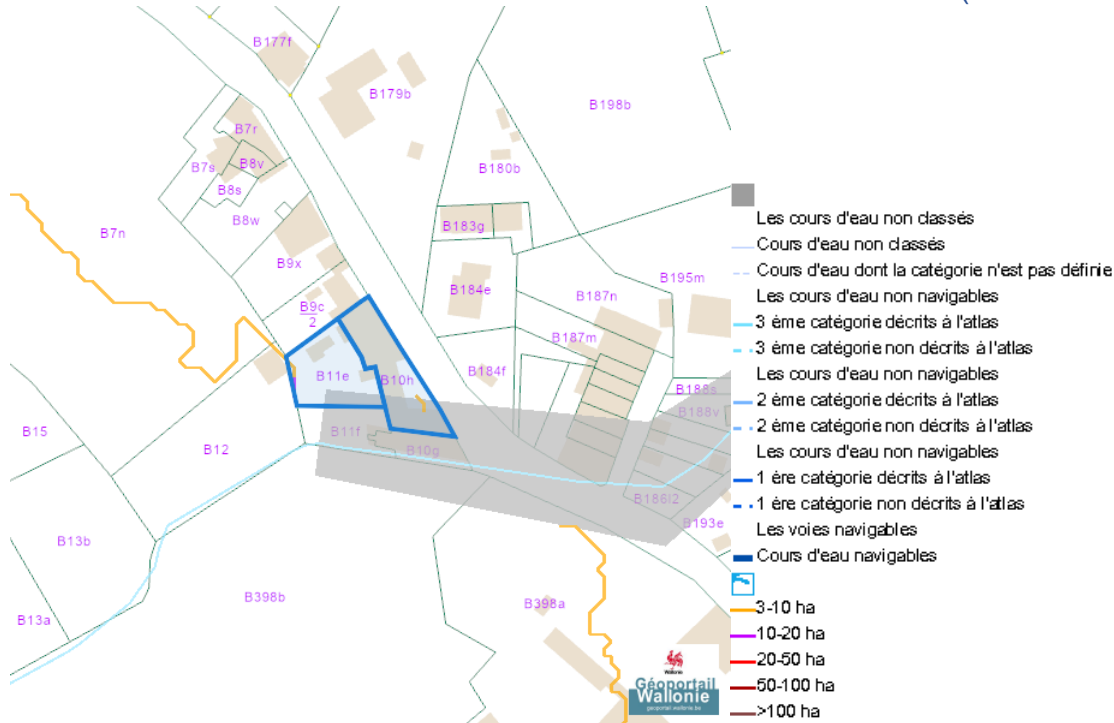 (
B177f
B179b
B198b
B7r
B7s
B8v
B8s
B180b
B8w
B7n
B183g
B9x
B195m
B184e
B187n
B9c
2
B187m
B11e
B10h
B184f
B188s
B188v
B15
B12
B11f
B10g
B186l2
B193e
B13b
B398b
B398a
B13a
Wallonie
Géoportail
Wallonie
geoportail.wallonie.be
Les cours d'eau non classés
Cours d'eau non classés
Cours d'eau dont la catégorie n'est pas définie
Les cours d'eau non navigables
3 ème catégorie décrits à l'atlas
3 ème catégorie non décrits à l'atlas
Les cours d'eau non navigables
2 ème catégorie décrits à l'atlas
2 ème catégorie non décrits à l'atlas
Les cours d'eau non navigables
1 ère catégorie décrits à l'atlas
1 ère catégorie non décrits à l'atlas
Les voies navigables
Cours d'eau navigables
3-10 ha
10-20 ha
20-50 ha
50-100 ha
>100 ha